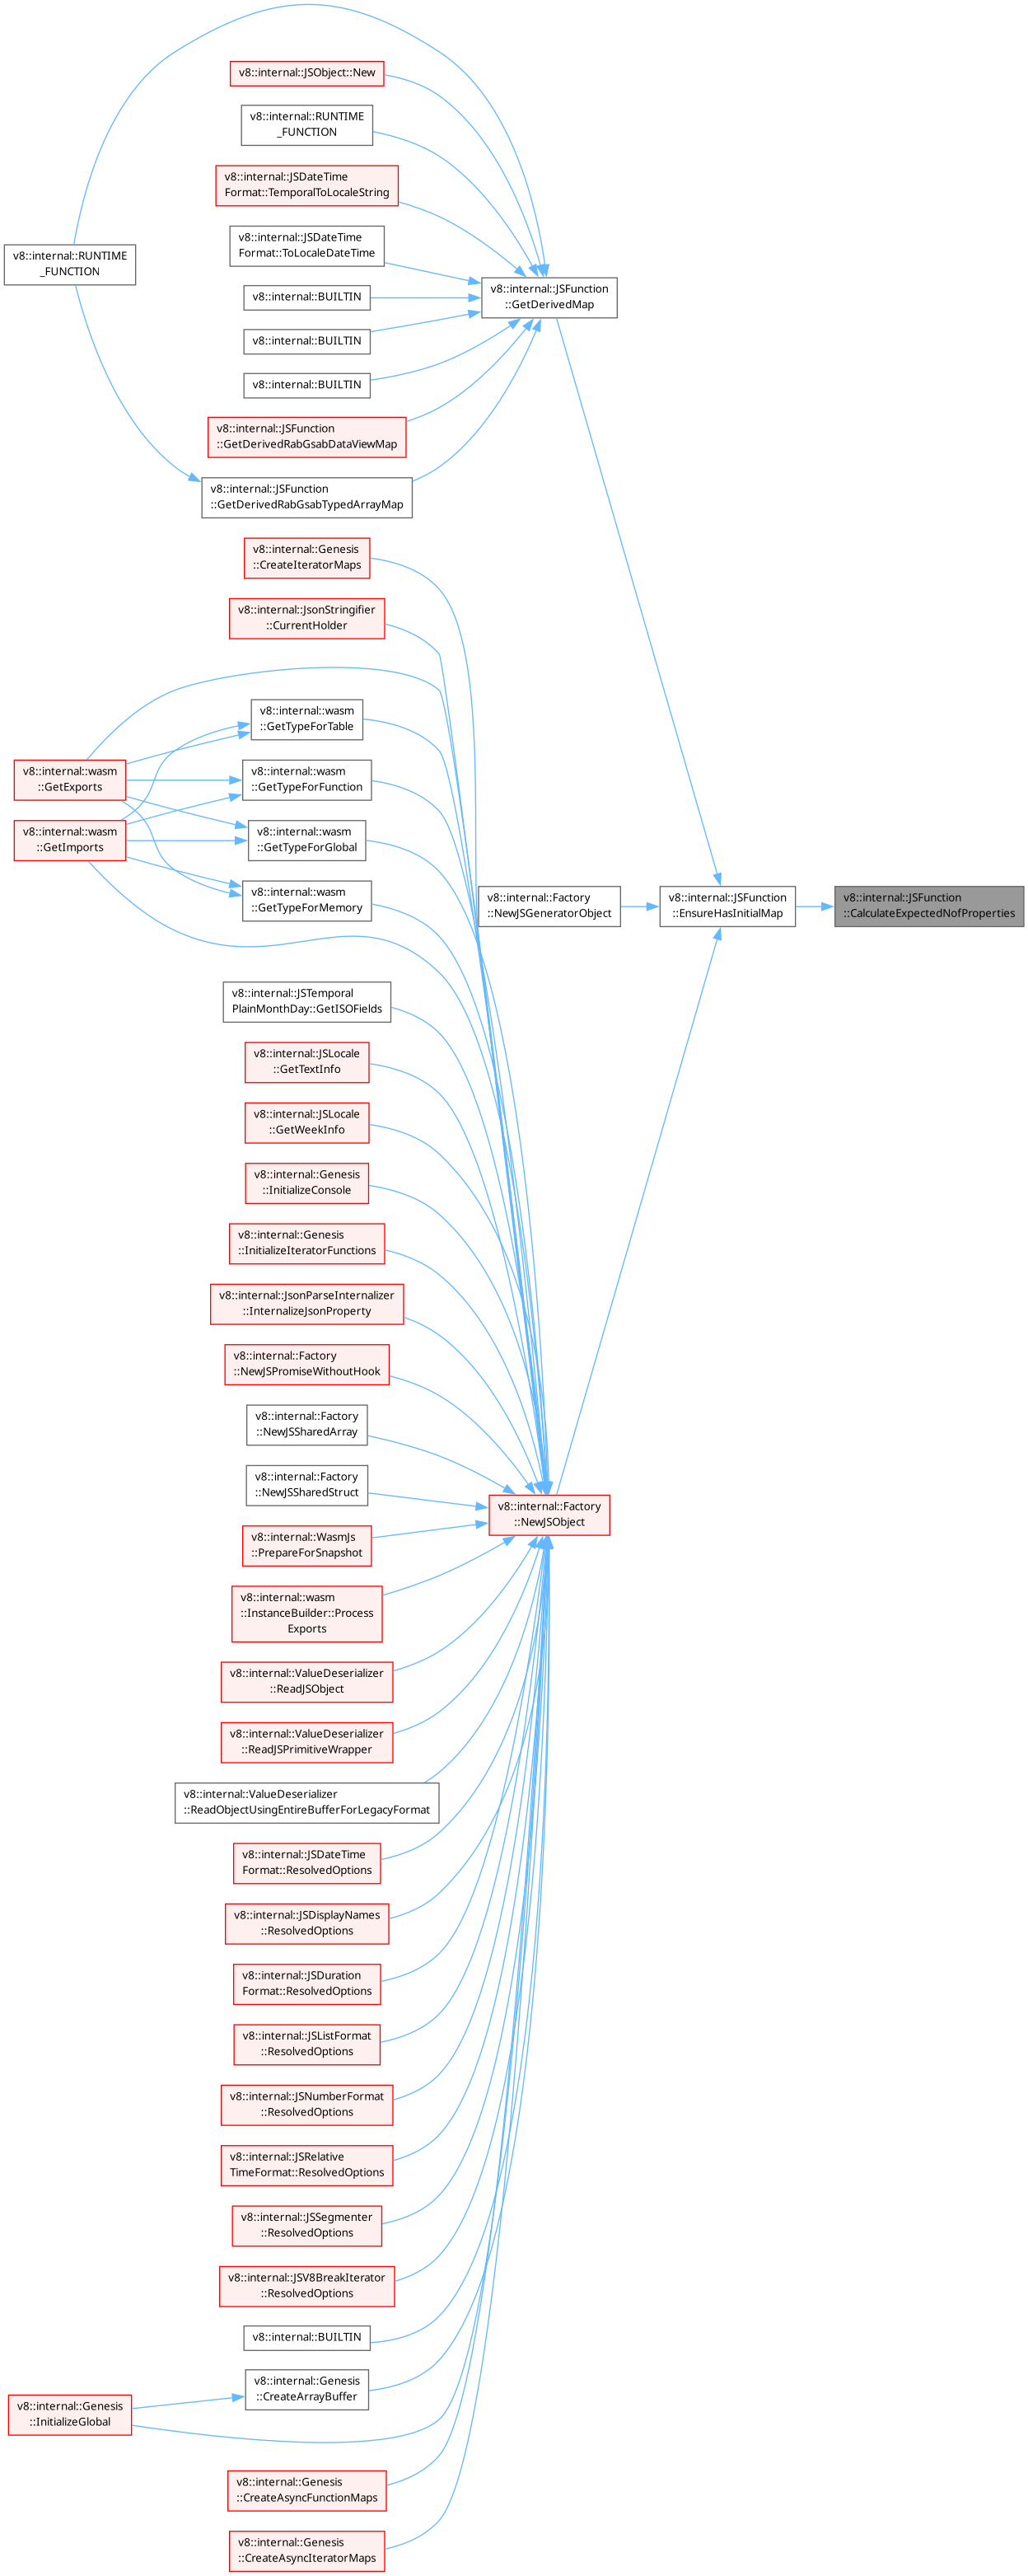 v8::internal::JSObject::New
v8::internal::RUNTIME
_FUNCTION
v8::internal::JSDateTime
Format::TemporalToLocaleString
v8::internal::JSDateTime
Format::ToLocaleDateTime
v8::internal::RUNTIME
_FUNCTION
v8::internal::JSFunction
::GetDerivedMap
v8::internal::BUILTIN
v8::internal::BUILTIN
v8::internal::BUILTIN
v8::internal::JSFunction
::GetDerivedRabGsabDataViewMap
v8::internal::JSFunction
::GetDerivedRabGsabTypedArrayMap
v8::internal::Genesis
::CreateIteratorMaps
v8::internal::JsonStringifier
::CurrentHolder
v8::internal::wasm
::GetTypeForTable
v8::internal::wasm
::GetExports
v8::internal::wasm
::GetTypeForFunction
v8::internal::wasm
::GetImports
v8::internal::wasm
::GetTypeForGlobal
v8::internal::wasm
::GetTypeForMemory
v8::internal::Factory
::NewJSGeneratorObject
v8::internal::JSFunction
::EnsureHasInitialMap
v8::internal::JSFunction
::CalculateExpectedNofProperties
v8::internal::JSTemporal
PlainMonthDay::GetISOFields
v8::internal::JSLocale
::GetTextInfo
v8::internal::JSLocale
::GetWeekInfo
v8::internal::Genesis
::InitializeConsole
v8::internal::Genesis
::InitializeIteratorFunctions
v8::internal::JsonParseInternalizer
::InternalizeJsonProperty
v8::internal::Factory
::NewJSPromiseWithoutHook
v8::internal::Factory
::NewJSSharedArray
v8::internal::Factory
::NewJSSharedStruct
v8::internal::Factory
::NewJSObject
v8::internal::WasmJs
::PrepareForSnapshot
v8::internal::wasm
::InstanceBuilder::Process
Exports
v8::internal::ValueDeserializer
::ReadJSObject
v8::internal::ValueDeserializer
::ReadJSPrimitiveWrapper
v8::internal::ValueDeserializer
::ReadObjectUsingEntireBufferForLegacyFormat
v8::internal::JSDateTime
Format::ResolvedOptions
v8::internal::JSDisplayNames
::ResolvedOptions
v8::internal::JSDuration
Format::ResolvedOptions
v8::internal::JSListFormat
::ResolvedOptions
v8::internal::JSNumberFormat
::ResolvedOptions
v8::internal::JSRelative
TimeFormat::ResolvedOptions
v8::internal::JSSegmenter
::ResolvedOptions
v8::internal::JSV8BreakIterator
::ResolvedOptions
v8::internal::BUILTIN
v8::internal::Genesis
::CreateArrayBuffer
v8::internal::Genesis
::InitializeGlobal
v8::internal::Genesis
::CreateAsyncFunctionMaps
v8::internal::Genesis
::CreateAsyncIteratorMaps